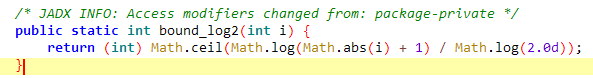 /* JADX INFO: Access modifiers changed from: package-private */
public static int bound_log2(int i) {
return (int) Math.ceil(Math.log(Math.abs(i) + 1) / Math.log(2.0d));
}